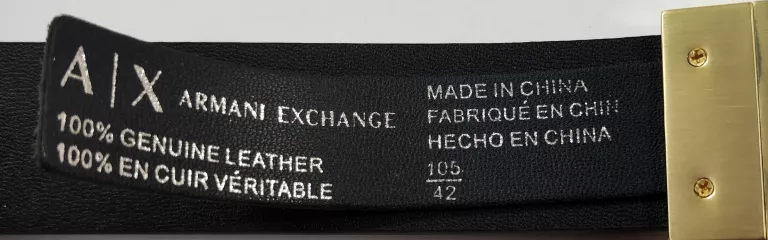 A|X ARMANI EXCHANGE
100% GENUINE LEATHER
100% EN CUIR VÉRITABLE
MADE IN CHINA
FABRIQUÉ EN CHIN
HECHO EN CHINA
105
42